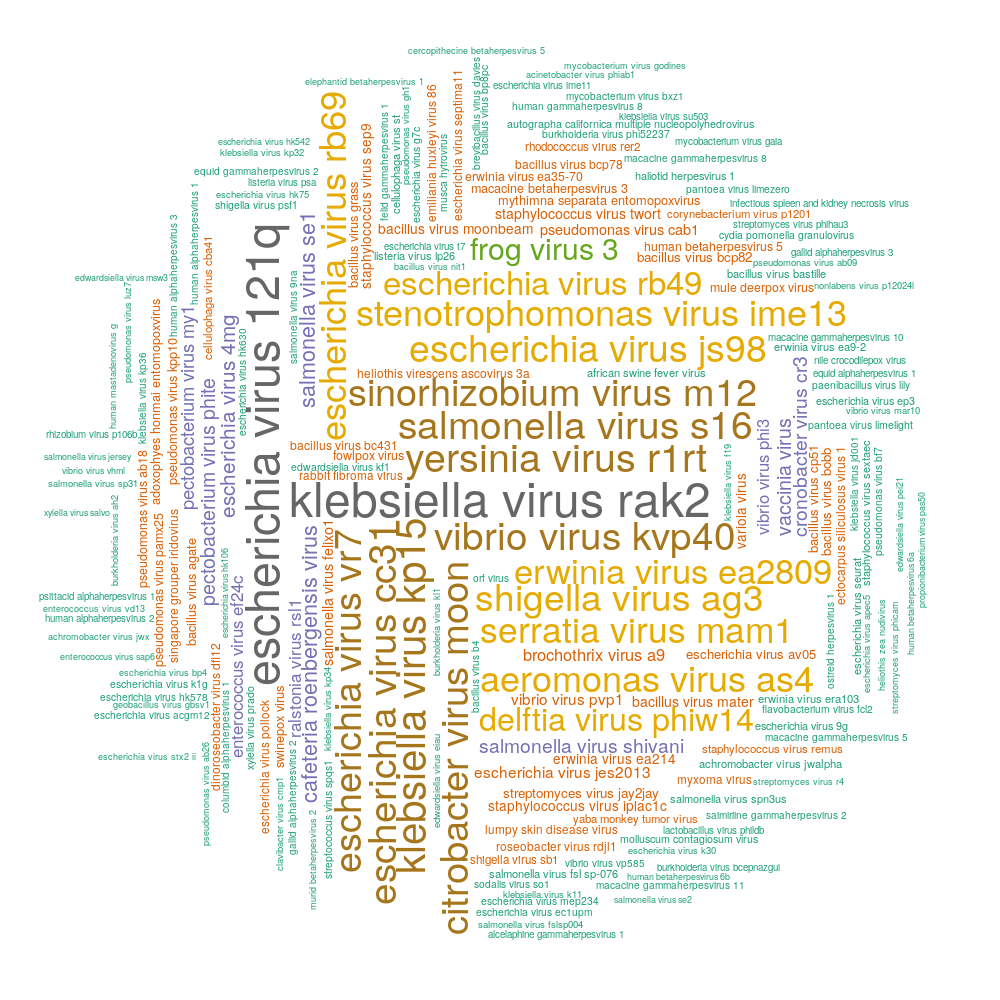 cercopithecine betaherpesvirus 5
mycobacterium virus godines
acinetobacter virus phiab1
elephantid betaherpesvirus 1
escherichia virus ime11
mycobacterium virus bxz1
human gammaherpesvirus 8
klebsiella virus su503
autographa californica multiple nucleopolyhedrovirus
burkholderia virus phi52237
mycobacterium virus gaia
rhodococcus virus rer2
macacine gammaherpesvirus 8
bacillus virus bcp78
erwinia virus ea35-70
haliotid herpesvirus 1
macacine betaherpesvirus 3
pantoea virus limezero
mythimna separata entomopoxvirus
infectious spleen and kidney necrosis virus
staphylococcus virus twort
corynebacterium virus p1201
streptomyces virus phihau3
bacillus virus moonbeam
pseudomonas virus cab1
cydia pomonella granulovirus
escherichia virus t7
frog virus 3
human betaherpesvirus 5
gallid alphaherpesvirus 3
listeria virus lp26
bacillus virus bcp82
pseudomonas virus ab09
bacillus virus nit1
bacillus virus bastille
escherichia virus rb49
mule deerpox virus
nonlabens virus p12024l
stenotrophomonas virus ime13
macacine gammaherpesvirus 10
escherichia virus js98
erwinia virus ea9-2
nile crocodilepox virus
heliothis virescens ascovirus 3a
african swine fever virus
equid alphaherpesvirus 1
sinorhizobium virus m12
paenibacillus virus lily
escherichia virus ep3
vibrio virus mar10
salmonella virus s16
pantoea virus limelight
bacillus virus bc431
fowlpox virus
yersinia virus r1rt
edwardsiella virus kf1
rabbit fibroma virus
klebsiella virus rak2
vibrio virus kvp40
orf virus
erwinia virus ea2809
shigella virus ag3
serratia virus mam1
brochothrix virus a9
escherichia virus av05
aeromonas virus as4
vibrio virus pvp1
bacillus virus mater
erwinia virus era103
flavobacterium virus fcl2
delftia virus phiw14
escherichia virus 9g
macacine gammaherpesvirus 5
salmonella virus shivani
staphylococcus virus remus
erwinia virus ea214
achromobacter virus jwalpha
escherichia virus jes2013
myxoma virus
streptomyces virus r4
streptomyces virus jay2jay
salmonella virus spn3us
staphylococcus virus iplac1c
saimiriine gammaherpesvirus 2
yaba monkey tumor virus
lumpy skin disease virus
lactobacillus virus phildb
molluscum contagiosum virus
roseobacter virus rdjl1
escherichia virus k30
shigella virus sb1
vibrio virus vp585
burkholderia virus bcepnazgul
salmonella virus fsl sp-076
human betaherpesvirus 6b
sodalis virus so1
macacine gammaherpesvirus 11
klebsiella virus k11
escherichia virus mep234
salmonella virus se2
escherichia virus ec1upm
salmonella virus fslsp004
alcelaphine gammaherpesvirus 1
escherichia virus hk542
klebsiella virus kp32
equid gammaherpesvirus 2
listeria virus psa
escherichia virus hk75
shigella virus psf1
edwardsiella virus msw3
rhizobium virus p106b
salmonella virus jersey
vibrio virus vhml
salmonella virus sp31
xylella virus salvo
psittacid alphaherpesvirus 1
enterococcus virus vd13
human alphaherpesvirus 2
achromobacter virus jwx
enterococcus virus sap6
escherichia virus bp4
escherichia virus k1g
escherichia virus hk578
geobacillus virus gbsv1
escherichia virus acgm12
escherichia virus stx2 ii
human mastadenovirus g
burkholderia virus ah2
pseudomonas virus luz7
klebsiella virus kp36
pseudomonas virus ab18
adoxophyes honmai entomopoxvirus
pseudomonas virus pamx25
human alphaherpesvirus 3
pseudomonas virus kpp10
singapore grouper iridovirus
human alphaherpesvirus 1
pectobacterium virus my1
bacillus virus agate
cellulophaga virus cba41
pectobacterium virus phite
pseudomonas virus ab26
dinoroseobacter virus dfl12
escherichia virus 4mg
escherichia virus hk106
columbid alphaherpesvirus 1
escherichia virus hk630
enterococcus virus ef24c
xylella virus prado
escherichia virus 121q
escherichia virus pollock
swinepox virus
clavibacter virus cmp1
salmonella virus 9na
gallid alphaherpesvirus 2
ralstonia virus rsl1
salmonella virus se1
cafeteria roenbergensis virus
murid betaherpesvirus 2
escherichia virus rb69
salmonella virus felixo1
klebsiella virus kp34
streptococcus virus spqs1
escherichia virus vr7
bacillus virus grass
staphylococcus virus sep9
escherichia virus cc31
felid gammaherpesvirus 1
cellulophaga virus st
pseudomonas virus gh1
escherichia virus g7c
klebsiella virus kp15
emiliania huxleyi virus 86
musca hytrovirus
escherichia virus septima11
burkholderia virus kl1
edwardsiella virus eiau
citrobacter virus moon
bacillus virus b4
brevibacillus virus davies
bacillus virus bp8pc
klebsiella virus f19
variola virus
vibrio virus phi3
vaccinia virus
cronobacter virus cr3
bacillus virus cp51
bacillus virus bobb
ectocarpus siliculosus virus 1
ostreid herpesvirus 1
klebsiella virus jd001
escherichia virus seurat
staphylococcus virus sextaec
escherichia virus apec5
pseudomonas virus bf7
heliothis zea nudivirus
streptomyces virus phicam
edwardsiella virus pei21
human betaherpesvirus 6a
propionibacterium virus pas50